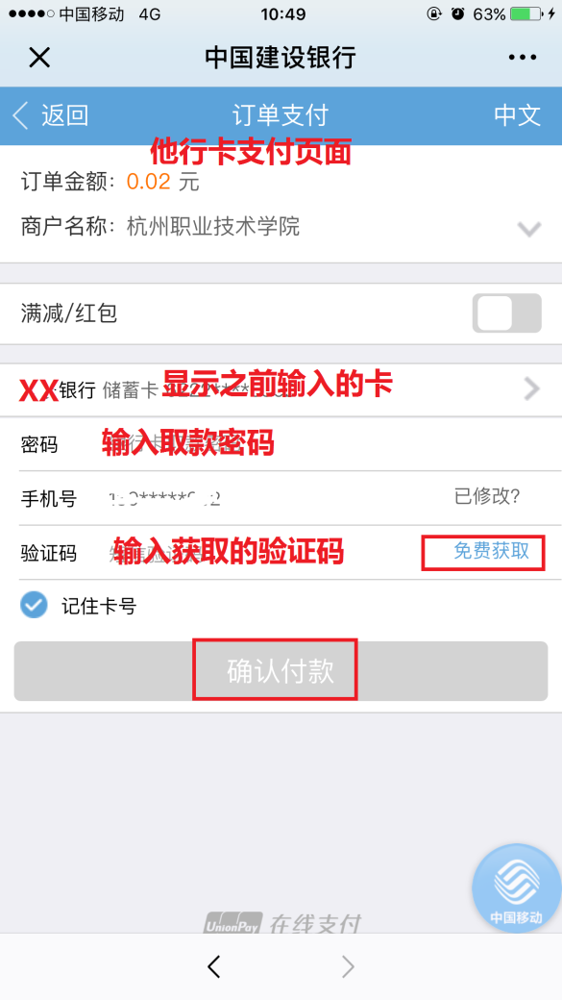 中国移动 4G 10:49 63%
中国建设银行
返回 订单支付 中文
他行卡支付页面
订单金额: 0.02 元
商户名称: 杭州职业技术学院
满减/红包
XX银行 储蓄卡 显示之前输入的卡
密码 输入取款密码
手机号 已修改?
验证码 输入获取的验证码 免费获取
记住卡号
确认付款
中国移动
UnionPay 在线支付